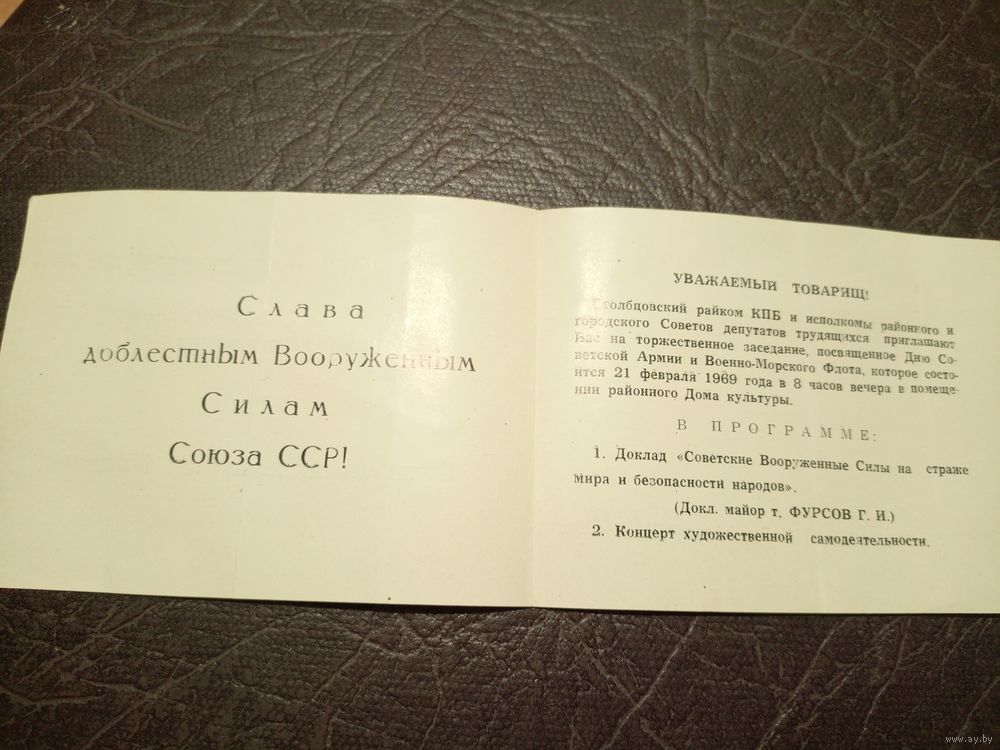 Слава
доблестным Вооруженным
Силам
Союза ССР!
УВАЖАЕМЫЙ ТОВАРИЩ!
Столбцовский райком КПБ и исполкомы районного и
городского Советов депутатов трудящихся приглашают
Вас на торжественное заседание, посвященное Дню Со-
ветской Армии и Военно-Морского Флота, которое состо-
ится 21 февраля 1969 года в 8 часов вечера в помеще-
нии районного Дома культуры.
В ПРОГРАММЕ:
1. Доклад «Советские Вооруженные Силы на страже
мира и безопасности народов».
(Докл. майор т. ФУРСОВ Г. И.)
2. Концерт художественной самодеятельности.
www.ay.by